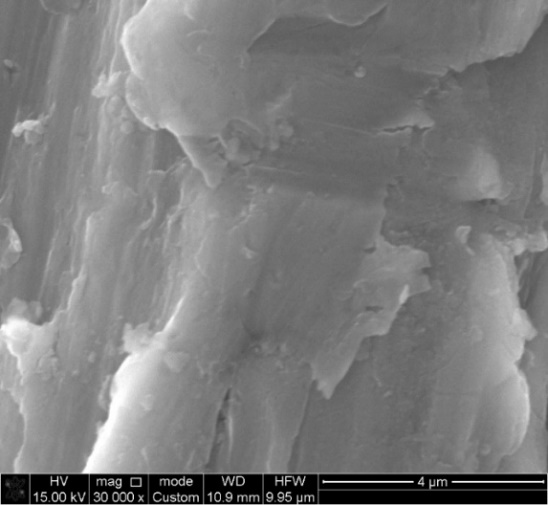 HV mag □ mode WD HFW 4 µm
15.00 kV 30 000 x Custom 10.9 mm 9.95 µm